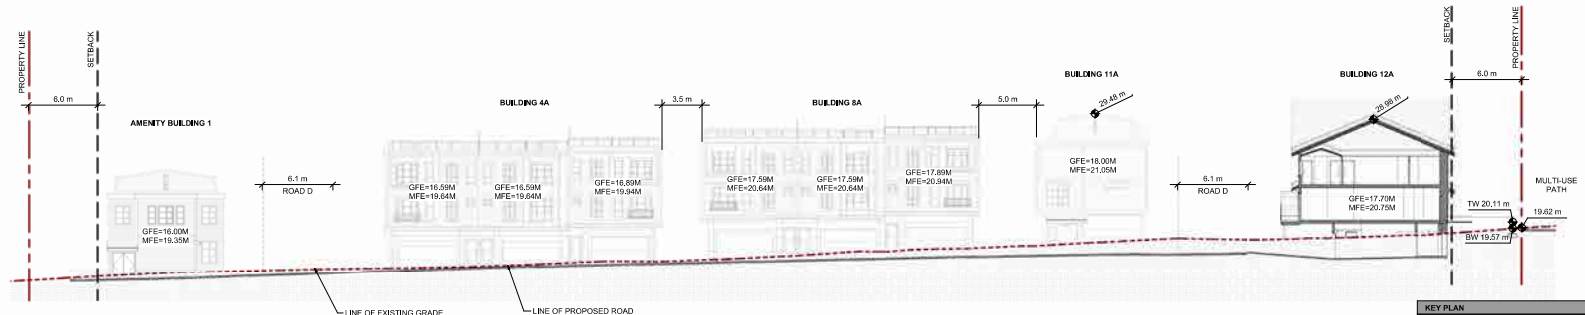 PROPERTY LINE
SETBACK
6.0 m
AMENITY BUILDING 1
GFE=16.00M
MFE=19.35M
6.1 m
ROAD D
BUILDING 4A
GFE=16.59M
MFE=19.64M
GFE=16.59M
MFE=19.64M
GFE=16.89M
MFE=19.94M
3.5 m
BUILDING 8A
GFE=17.59M
MFE=20.64M
GFE=17.59M
MFE=20.64M
GFE=17.89M
MFE=20.94M
5.0 m
BUILDING 11A
29.48 m
GFE=18.00M
MFE=21.05M
6.1 m
ROAD D
BUILDING 12A
28.98 m
GFE=17.70M
MFE=20.75M
SETBACK
PROPERTY LINE
6.0 m
MULTI-USE
PATH
TW 20.11 m
19.62 m
BW 19.57 m
LINE OF EXISTING GRADE
LINE OF PROPOSED ROAD
KEY PLAN